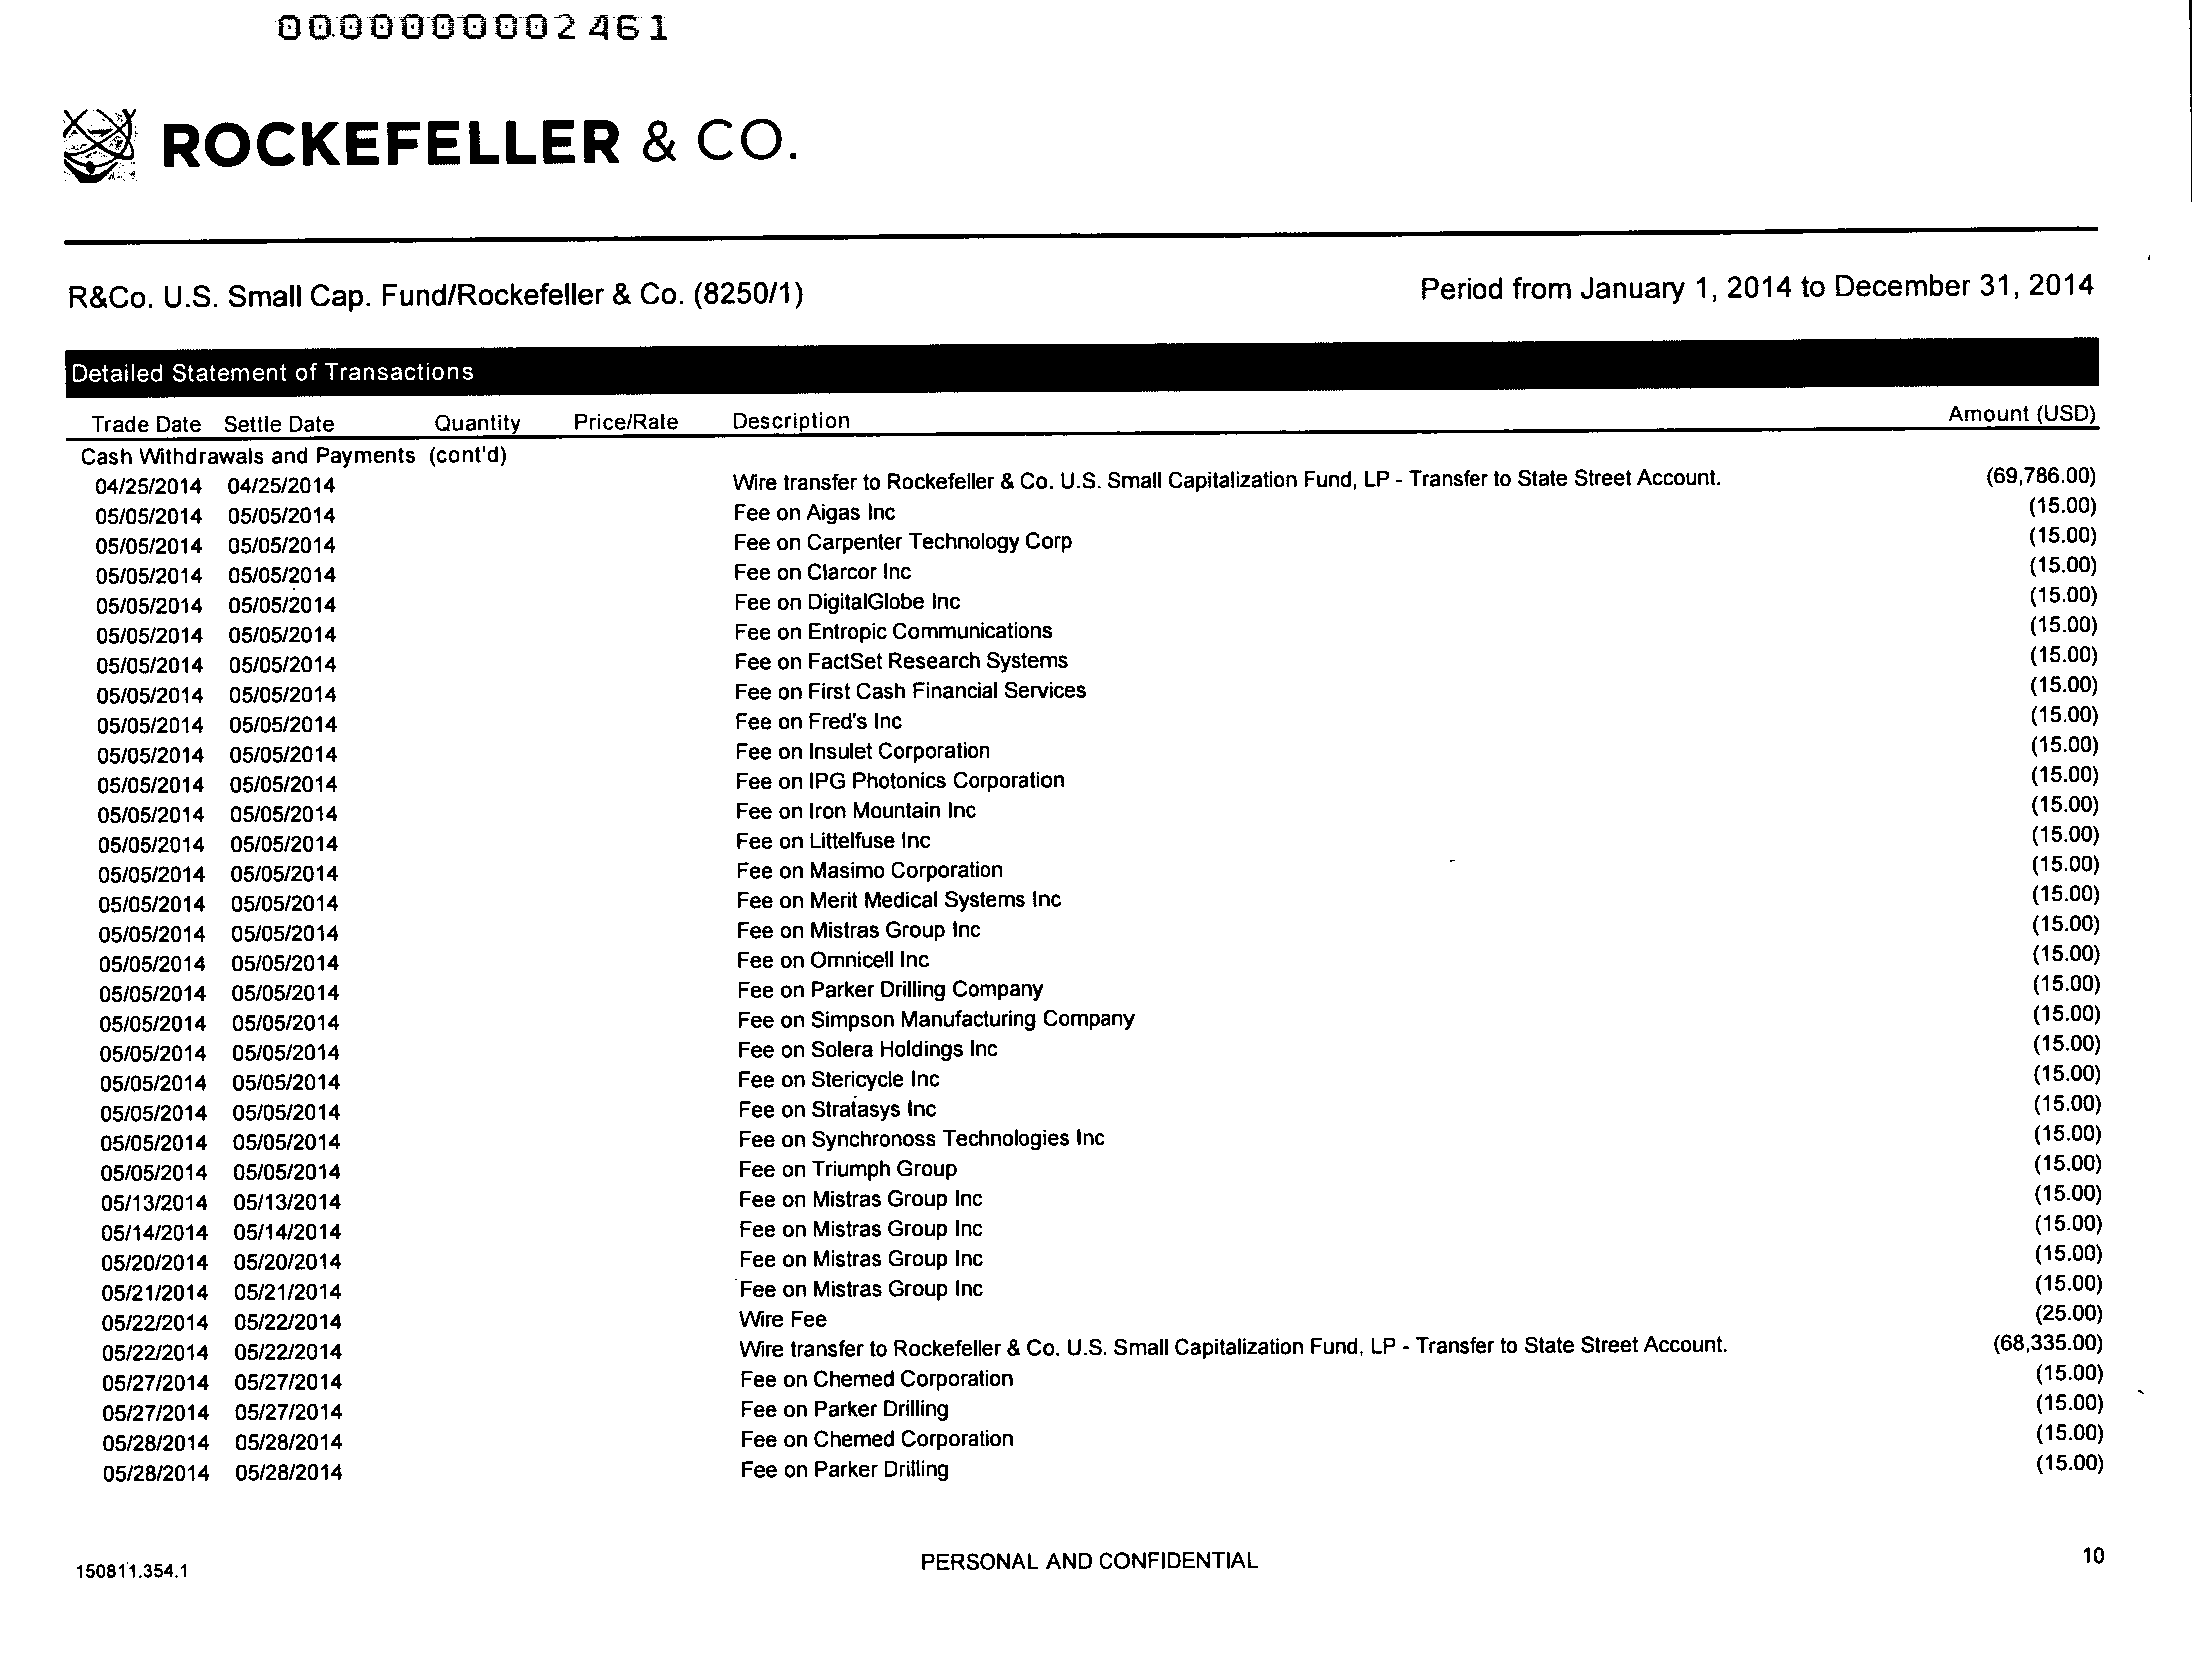 0000000002461
ROCKEFELLER & CO.
R&Co. U.S. Small Cap. Fund/Rockefeller & Co. (8250/1) Period from January 1, 2014 to December 31, 2014
Detailed Statement of Transactions
Trade Date Settle Date Quantity Price/Rate Description Amount (USD)
Cash Withdrawals and Payments (cont'd)
04/25/2014 04/25/2014 Wire transfer to Rockefeller & Co. U.S. Small Capitalization Fund, LP - Transfer to State Street Account. (69,786.00)
05/05/2014 05/05/2014 Fee on Aigas Inc (15.00)
05/05/2014 05/05/2014 Fee on Carpenter Technology Corp (15.00)
05/05/2014 05/05/2014 Fee on Clarcor Inc (15.00)
05/05/2014 05/05/2014 Fee on DigitalGlobe Inc (15.00)
05/05/2014 05/05/2014 Fee on Entropic Communications (15.00)
05/05/2014 05/05/2014 Fee on FactSet Research Systems (15.00)
05/05/2014 05/05/2014 Fee on First Cash Financial Services (15.00)
05/05/2014 05/05/2014 Fee on Fred's Inc (15.00)
05/05/2014 05/05/2014 Fee on Insulet Corporation (15.00)
05/05/2014 05/05/2014 Fee on IPG Photonics Corporation (15.00)
05/05/2014 05/05/2014 Fee on Iron Mountain Inc (15.00)
05/05/2014 05/05/2014 Fee on Littelfuse Inc (15.00)
05/05/2014 05/05/2014 Fee on Masimo Corporation (15.00)
05/05/2014 05/05/2014 Fee on Merit Medical Systems Inc (15.00)
05/05/2014 05/05/2014 Fee on Mistras Group Inc (15.00)
05/05/2014 05/05/2014 Fee on Omnicell Inc (15.00)
05/05/2014 05/05/2014 Fee on Parker Drilling Company (15.00)
05/05/2014 05/05/2014 Fee on Simpson Manufacturing Company (15.00)
05/05/2014 05/05/2014 Fee on Solera Holdings Inc (15.00)
05/05/2014 05/05/2014 Fee on Stericycle Inc (15.00)
05/05/2014 05/05/2014 Fee on Stratasys Inc (15.00)
05/05/2014 05/05/2014 Fee on Synchronoss Technologies Inc (15.00)
05/05/2014 05/05/2014 Fee on Triumph Group (15.00)
05/13/2014 05/13/2014 Fee on Mistras Group Inc (15.00)
05/14/2014 05/14/2014 Fee on Mistras Group Inc (15.00)
05/20/2014 05/20/2014 Fee on Mistras Group Inc (15.00)
05/21/2014 05/21/2014 Fee on Mistras Group Inc (15.00)
05/22/2014 05/22/2014 Wire Fee (25.00)
05/22/2014 05/22/2014 Wire transfer to Rockefeller & Co. U.S. Small Capitalization Fund, LP - Transfer to State Street Account. (68,335.00)
05/27/2014 05/27/2014 Fee on Chemed Corporation (15.00)
05/27/2014 05/27/2014 Fee on Parker Drilling (15.00)
05/28/2014 05/28/2014 Fee on Chemed Corporation (15.00)
05/28/2014 05/28/2014 Fee on Parker Drilling (15.00)
150811.354.1 PERSONAL AND CONFIDENTIAL 10